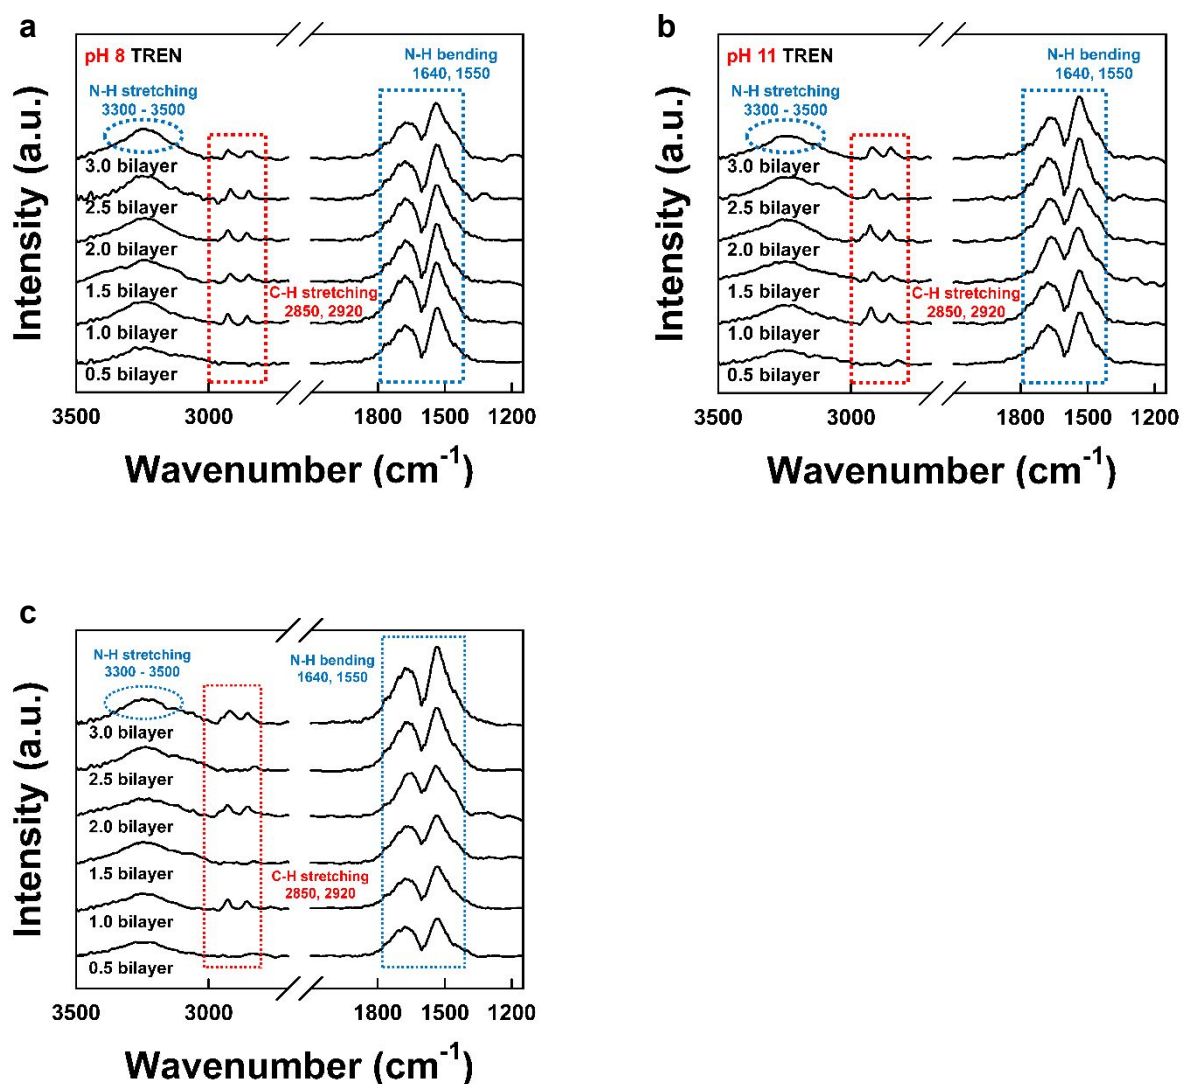 a
pH 8 TREN
N-H bending
1640, 1550
N-H stretching
3300 - 3500
3.0 bilayer
2.5 bilayer
2.0 bilayer
1.5 bilayer
C-H stretching
2850, 2920
1.0 bilayer
0.5 bilayer
Intensity (a.u.)
3500 3000 1800 1500 1200
Wavenumber (cm⁻¹)
b
pH 11 TREN
N-H bending
1640, 1550
N-H stretching
3300 - 3500
3.0 bilayer
2.5 bilayer
2.0 bilayer
1.5 bilayer
C-H stretching
2850, 2920
1.0 bilayer
0.5 bilayer
Intensity (a.u.)
3500 3000 1800 1500 1200
Wavenumber (cm⁻¹)
c
N-H stretching
3300 - 3500
N-H bending
1640, 1550
3.0 bilayer
2.5 bilayer
2.0 bilayer
1.5 bilayer
C-H stretching
2850, 2920
1.0 bilayer
0.5 bilayer
Intensity (a.u.)
3500 3000 1800 1500 1200
Wavenumber (cm⁻¹)